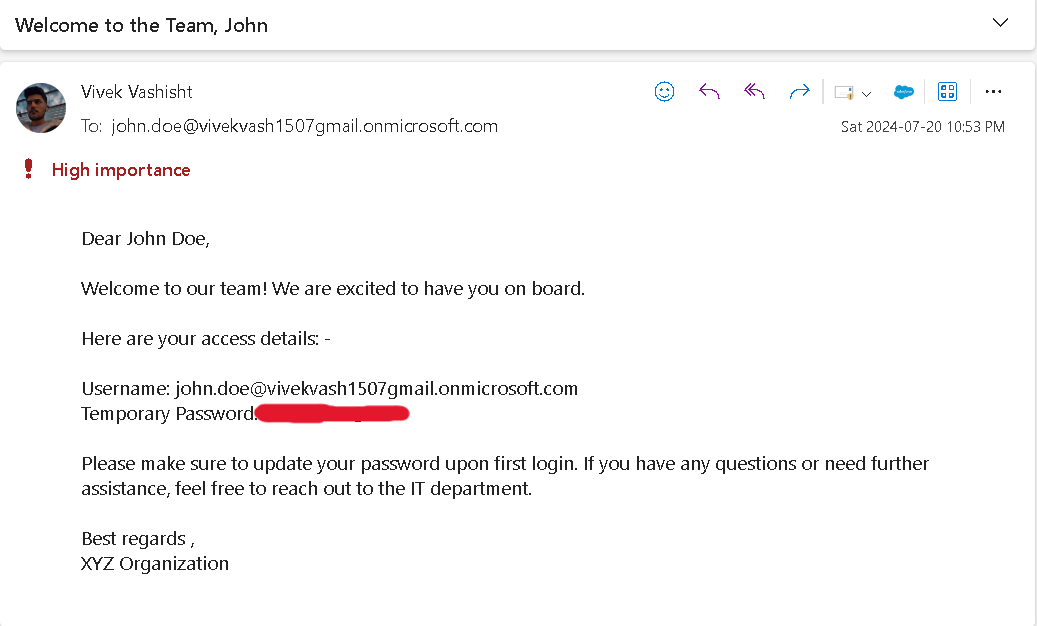 Welcome to the Team, John
Vivek Vashisht
To: john.doe@vivekvash1507gmail.onmicrosoft.com
Sat 2024-07-20 10:53 PM
High importance
Dear John Doe,
Welcome to our team! We are excited to have you on board.
Here are your access details: -
Username: john.doe@vivekvash1507gmail.onmicrosoft.com
Temporary Password:
Please make sure to update your password upon first login. If you have any questions or need further
assistance, feel free to reach out to the IT department.
Best regards ,
XYZ Organization